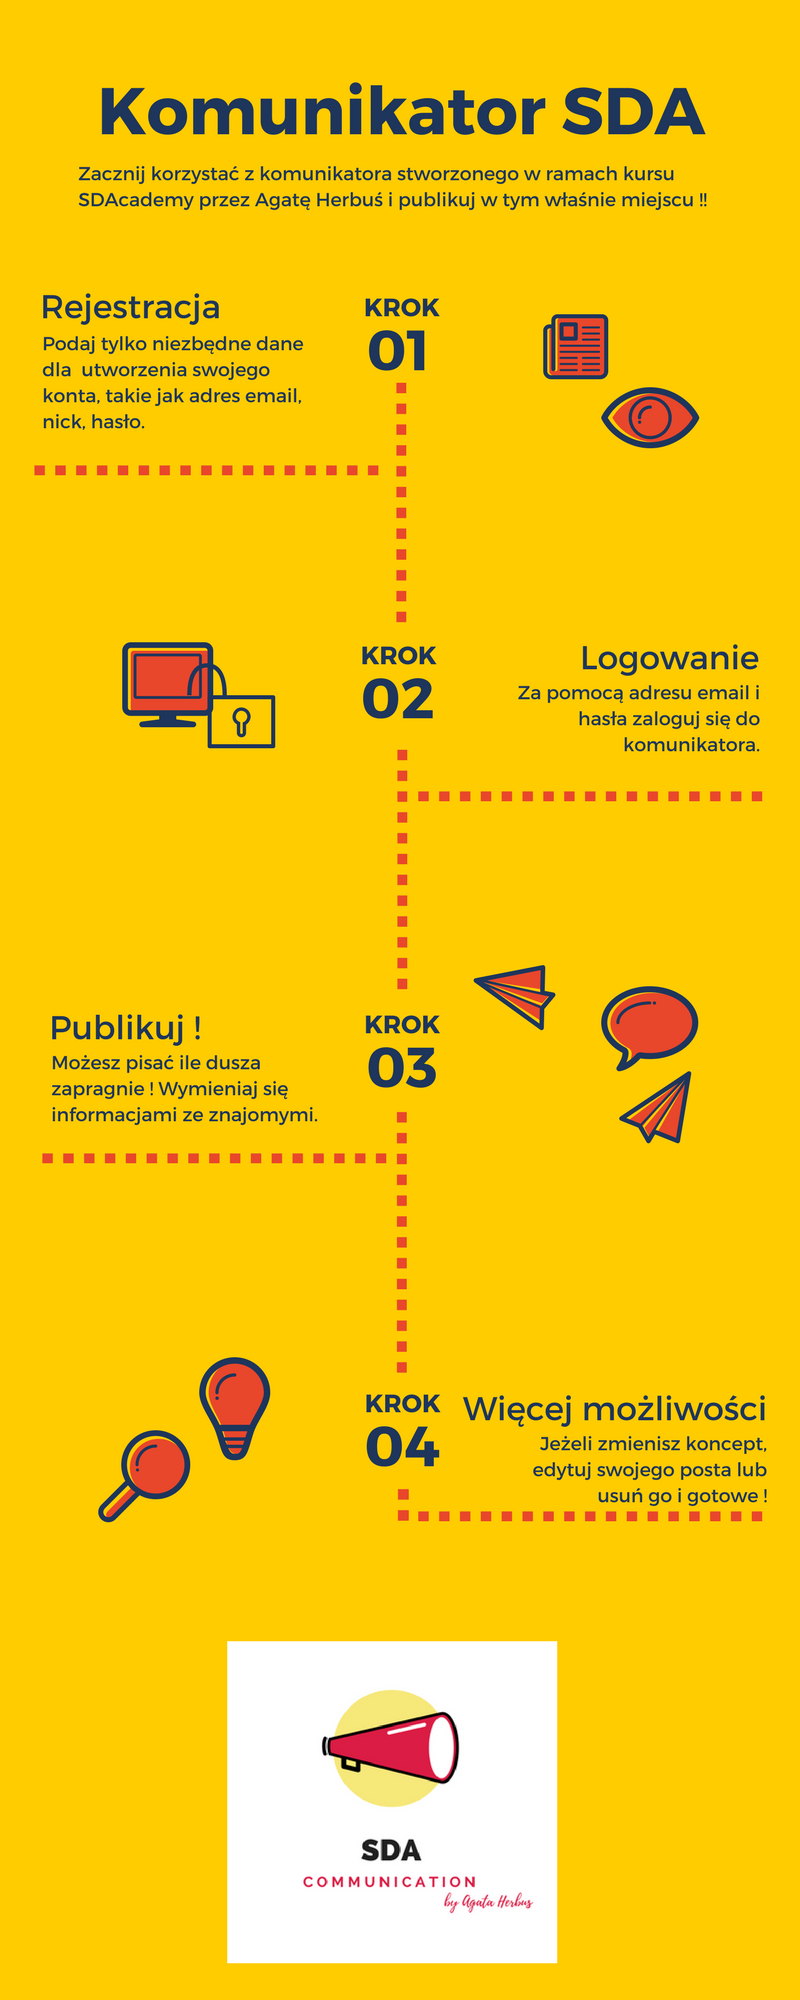 Komunikator SDA
Zacznij korzystać z komunikatora stworzonego w ramach kursu
SDAcademy przez Agatę Herbuś i publikuj w tym właśnie miejscu !!
Rejestracja
Podaj tylko niezbędne dane
dla  utworzenia swojego
konta, takie jak adres email,
nick, hasło.
KROK
01
KROK
02
Logowanie
Za pomocą adresu email i
hasła zaloguj się do
komunikatora.
Publikuj !
Możesz pisać ile dusza
zapragnie ! Wymieniaj się
informacjami ze znajomymi.
KROK
03
KROK
04
Więcej możliwości
Jeżeli zmienisz koncept,
edytuj swojego posta lub
usuń go i gotowe !
SDA
COMMUNICATION
by Agata Herbus